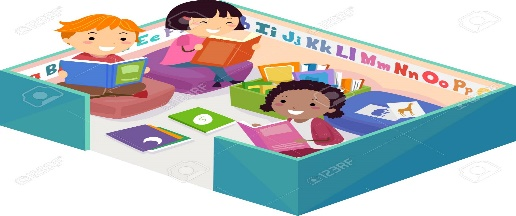 B Ee Ii Jj Kk Ll Mm Nn Oo Pp
123RF